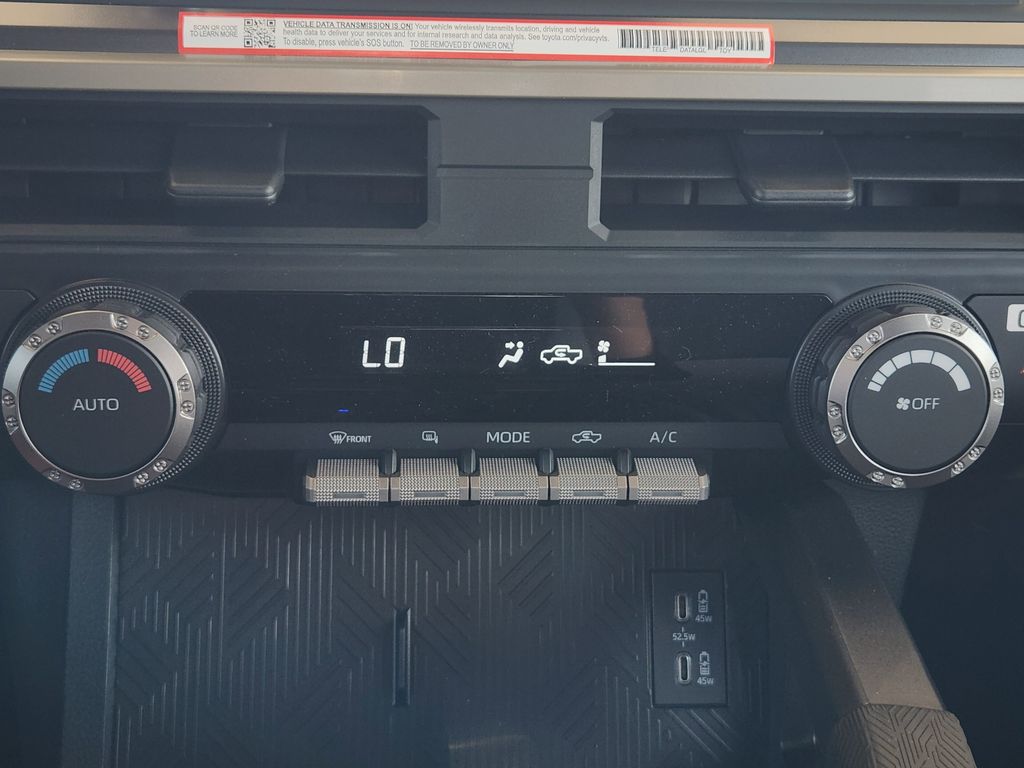 SCAN QR CODE
TO LEARN MORE
VEHICLE DATA TRANSMISSION IS ON! Your vehicle wirelessly transmits location, driving and vehicle
health data to deliver your services and for internal research and data analysis. See toyota.com/privacyvts.
To disable, press vehicle's SOS button. TO BE REMOVED BY OWNER ONLY
TELE DATALGL TOY
LO
AUTO
OFF
FRONT MODE A/C
45W
52.5W
45W